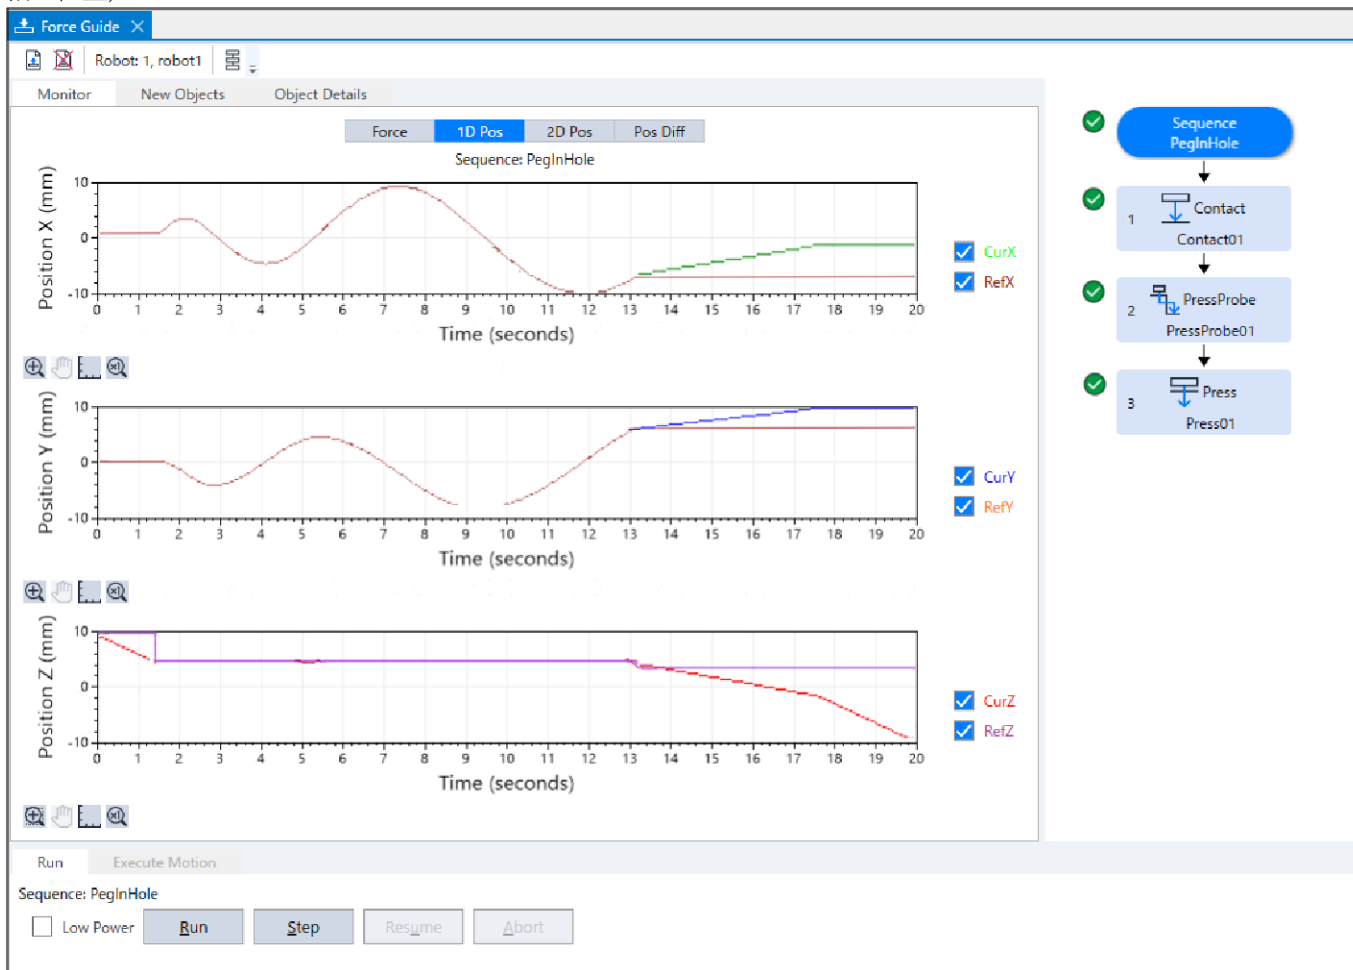 Force Guide
Robot: 1, robot1
Monitor New Objects Object Details
Force 1D Pos 2D Pos Pos Diff
Sequence: PegInHole
Position X (mm)
10
0
-10
0 1 2 3 4 5 6 7 8 9 10 11 12 13 14 15 16 17 18 19 20
Time (seconds)
CurX
RefX
Position Y (mm)
10
0
-10
0 1 2 3 4 5 6 7 8 9 10 11 12 13 14 15 16 17 18 19 20
Time (seconds)
CurY
RefY
Position Z (mm)
10
0
-10
0 1 2 3 4 5 6 7 8 9 10 11 12 13 14 15 16 17 18 19 20
Time (seconds)
CurZ
RefZ
Sequence
PegInHole
1 Contact
Contact01
2 PressProbe
PressProbe01
3 Press
Press01
Run Execute Motion
Sequence: PegInHole
Low Power Run Step Resume Abort